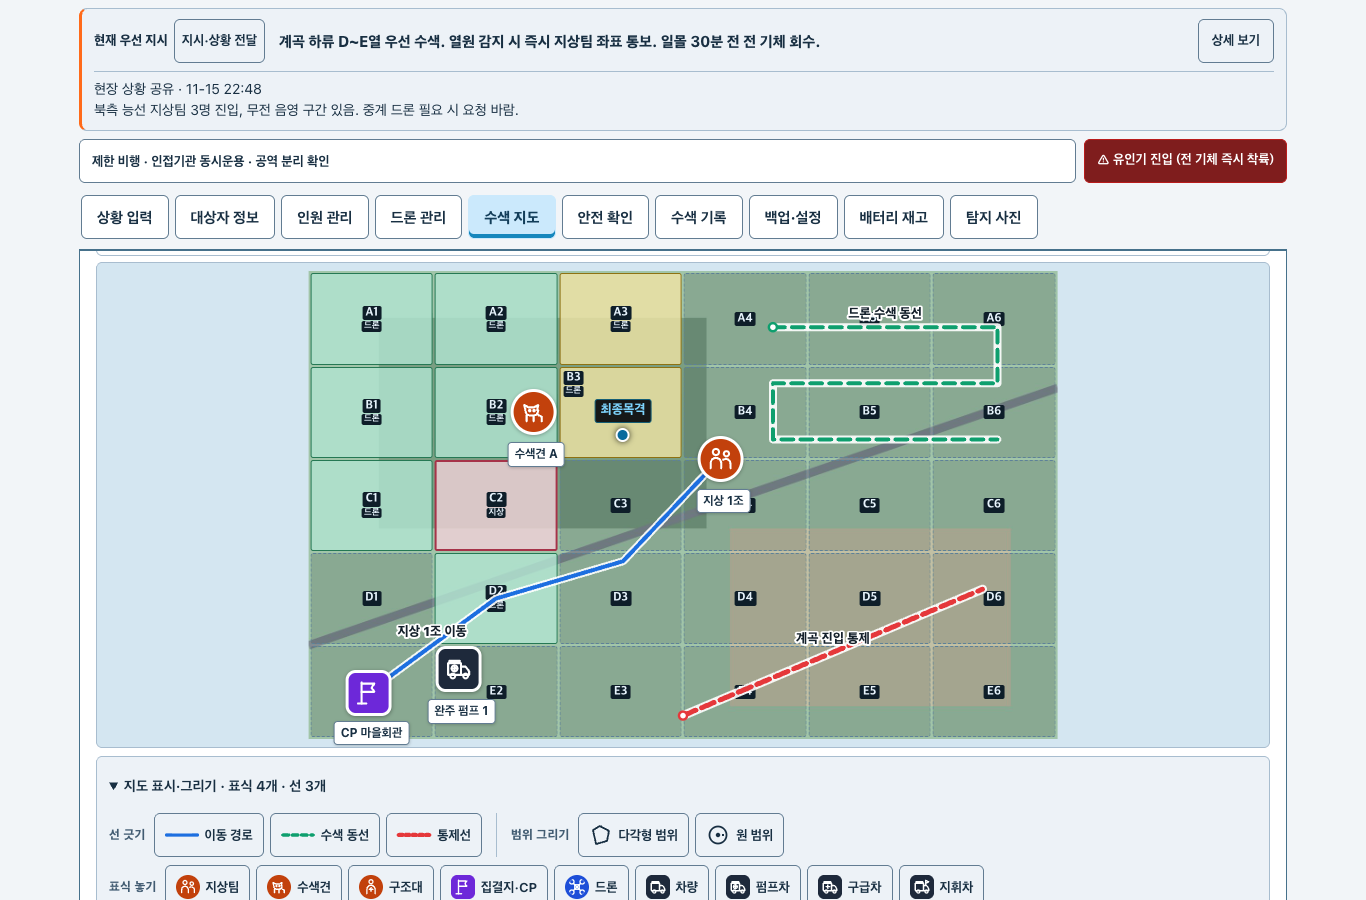 현재 우선 지시
지시·상황 전달
계곡 하류 D~E열 우선 수색. 열원 감지 시 즉시 지상팀 좌표 통보. 일몰 30분 전 전 기체 회수.
상세 보기
현장 상황 공유 · 11-15 22:48
북측 능선 지상팀 3명 진입, 무전 음영 구간 있음. 중계 드론 필요 시 요청 바람.
제한 비행 · 인접기관 동시운용 · 공역 분리 확인
⚠ 유인기 진입 (전 기체 즉시 착륙)
상황 입력
대상자 정보
인원 관리
드론 관리
수색 지도
안전 확인
수색 기록
백업·설정
배터리 재고
탐지 사진
A1
드론
A2
드론
A3
드론
A4
드론 수색 동선
A6
B1
드론
B2
드론
B3
드론
최종목격
B4
B5
B6
수색견 A
C1
드론
C2
지상
C3
지상 1조
C5
C6
D1
D2
드론
D3
D4
D5
D6
지상 1조 이동
계곡 진입 통제
E2
E3
E5
E6
완주 펌프 1
CP 마을회관
▼ 지도 표시·그리기 · 표식 4개 · 선 3개
선 긋기
이동 경로
수색 동선
통제선
범위 그리기
다각형 범위
원 범위
표식 놓기
지상팀
수색견
구조대
집결지·CP
드론
차량
펌프차
구급차
지휘차